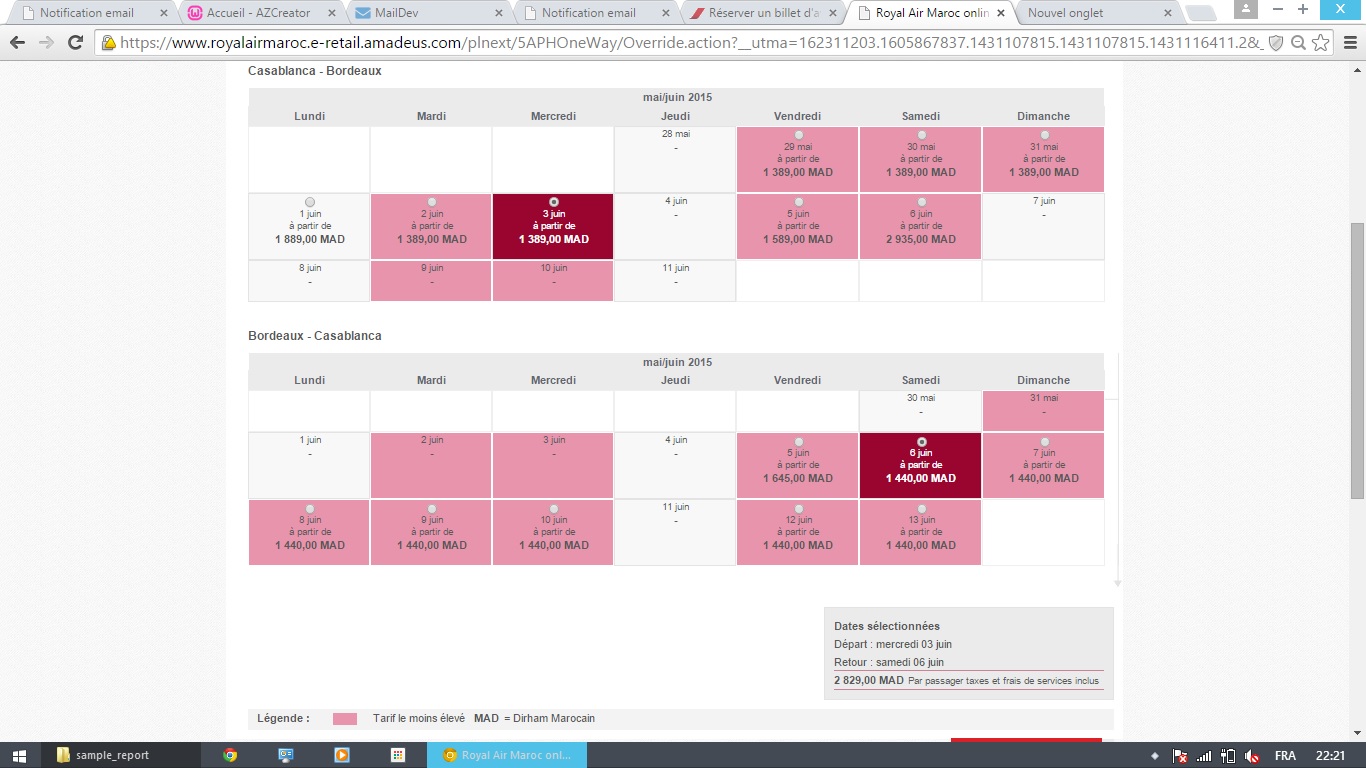 Notification email
Accueil - AZCreator
MailDev
Notification email
Réserver un billet d'a
Royal Air Maroc onlin
Nouvel onglet
https://www.royalairmaroc.e-retail.amadeus.com/plnext/5APHOneWay/Override.action?__utma=162311203.1605867837.1431107815.1431107815.1431116411.2&_
Casablanca - Bordeaux
mai/juin 2015
Lundi Mardi Mercredi Jeudi Vendredi Samedi Dimanche
28 mai
-
29 mai
à partir de
1 389,00 MAD
30 mai
à partir de
1 389,00 MAD
31 mai
à partir de
1 389,00 MAD
1 juin
à partir de
1 889,00 MAD
2 juin
à partir de
1 389,00 MAD
3 juin
à partir de
1 389,00 MAD
4 juin
-
5 juin
à partir de
1 589,00 MAD
6 juin
à partir de
2 935,00 MAD
7 juin
-
8 juin
-
9 juin
-
10 juin
-
11 juin
-
Bordeaux - Casablanca
mai/juin 2015
Lundi Mardi Mercredi Jeudi Vendredi Samedi Dimanche
30 mai
-
31 mai
-
1 juin
-
2 juin
-
3 juin
-
4 juin
-
5 juin
à partir de
1 645,00 MAD
6 juin
à partir de
1 440,00 MAD
7 juin
à partir de
1 440,00 MAD
8 juin
à partir de
1 440,00 MAD
9 juin
à partir de
1 440,00 MAD
10 juin
à partir de
1 440,00 MAD
11 juin
-
12 juin
à partir de
1 440,00 MAD
13 juin
à partir de
1 440,00 MAD
Dates sélectionnées
Départ : mercredi 03 juin
Retour : samedi 06 juin
2 829,00 MAD Par passager taxes et frais de services inclus
Légende : Tarif le moins élevé MAD = Dirham Marocain
sample_report
Royal Air Maroc onl...
FRA
22:21